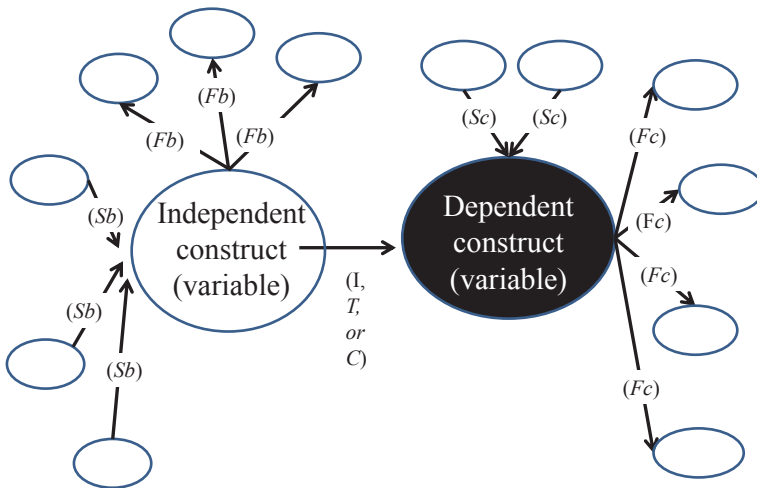 (Fb)
(Fb)
(Fb)
(Sc)
(Sc)
(Fc)
(Sb)
(Fc)
Independent
construct
(variable)
Dependent
construct
(variable)
(I,
T,
or
C)
(Fc)
(Sb)
(Sb)
(Fc)